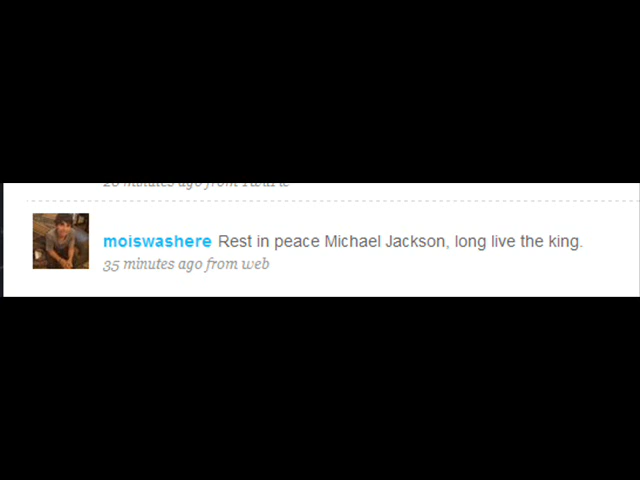 moiswashere Rest in peace Michael Jackson, long live the king.
35 minutes ago from web